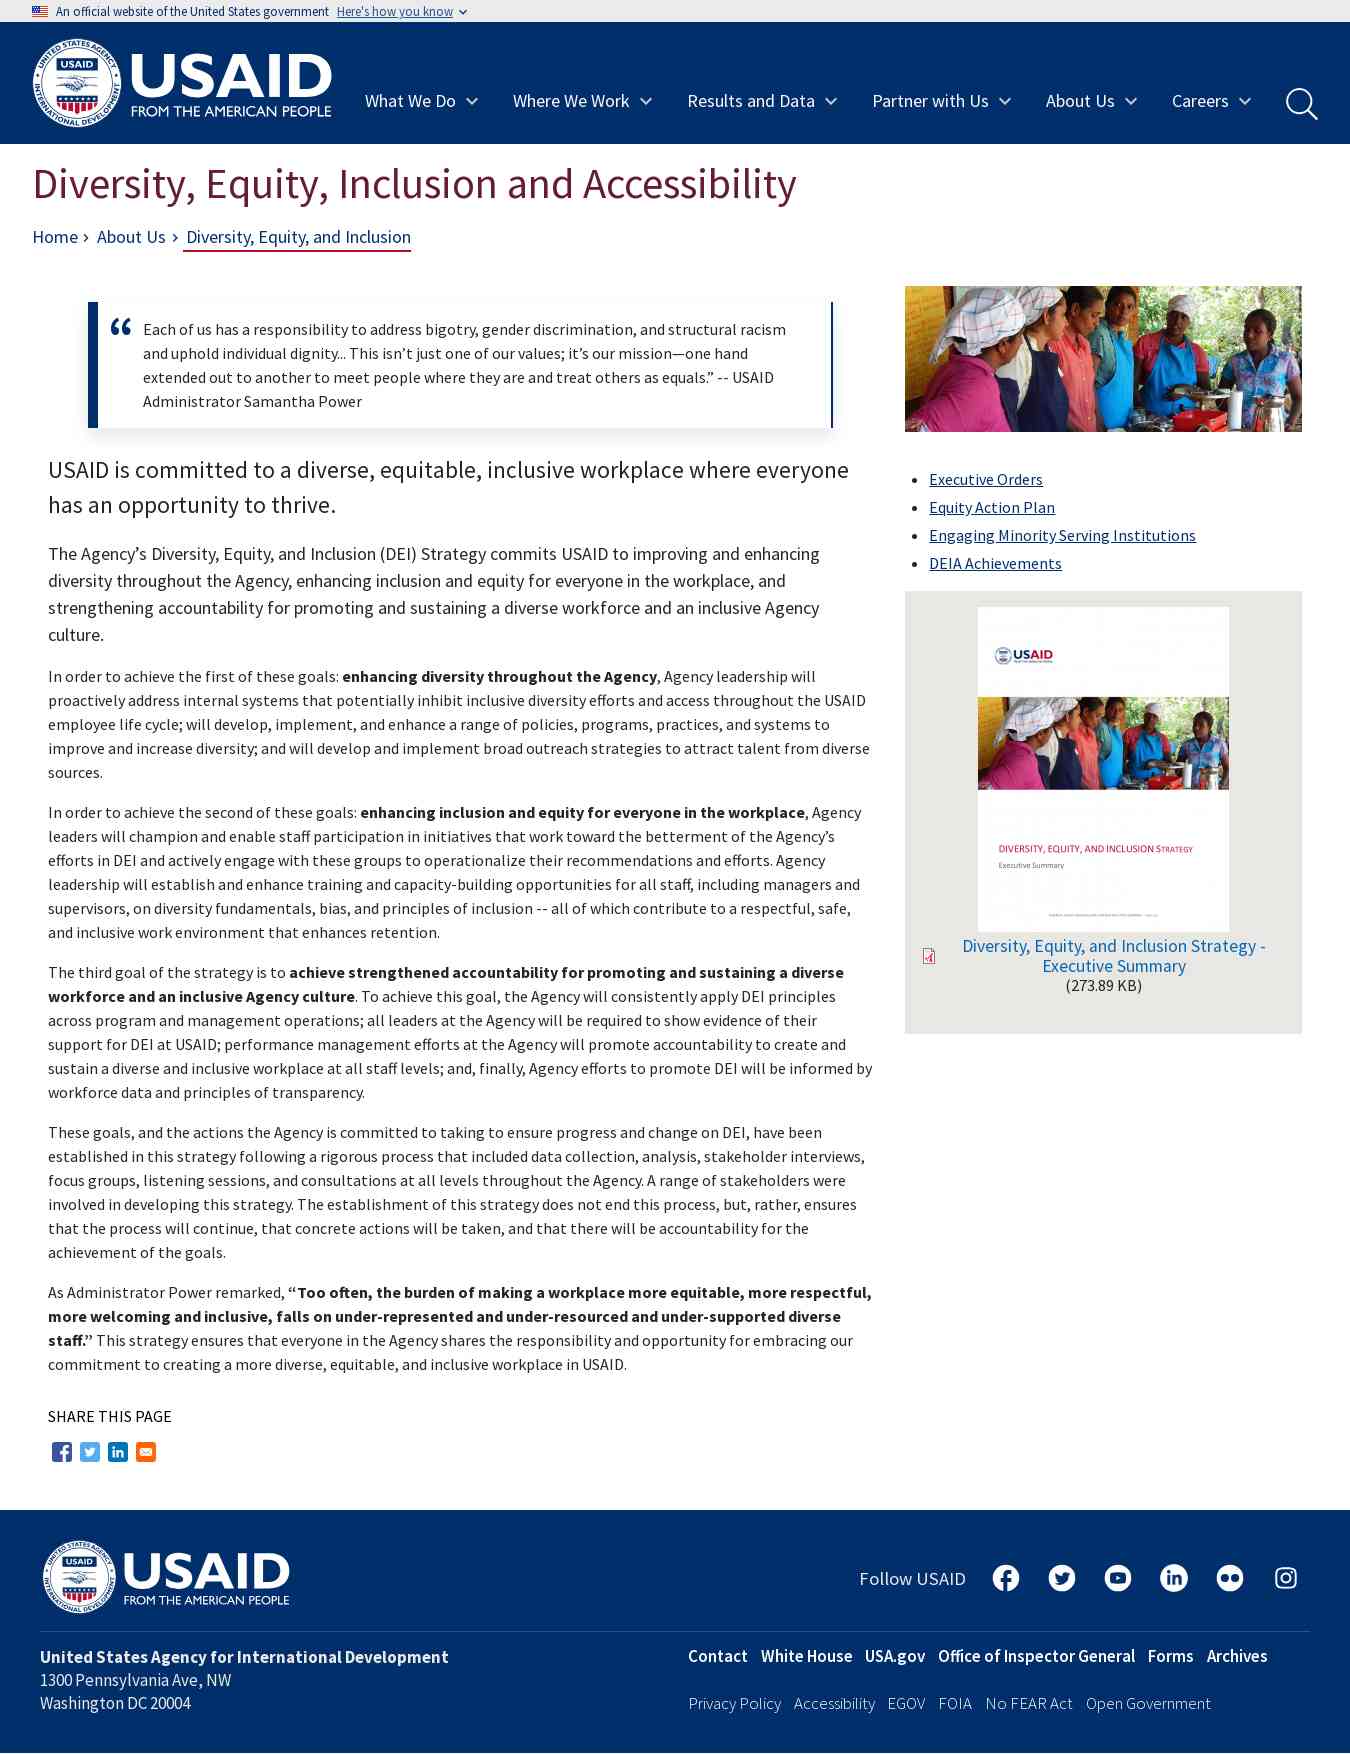 An official website of the United States government Here's how you know
UNITED STATES AGENCY
USAID
INTERNATIONAL DEVELOPMENT
USAID
FROM THE AMERICAN PEOPLE
What We Do Where We Work Results and Data Partner with Us About Us Careers
Diversity, Equity, Inclusion and Accessibility
Home › About Us › Diversity, Equity, and Inclusion
“ Each of us has a responsibility to address bigotry, gender discrimination, and structural racism
and uphold individual dignity... This isn’t just one of our values; it’s our mission—one hand
extended out to another to meet people where they are and treat others as equals.” -- USAID
Administrator Samantha Power
USAID is committed to a diverse, equitable, inclusive workplace where everyone
has an opportunity to thrive.
The Agency’s Diversity, Equity, and Inclusion (DEI) Strategy commits USAID to improving and enhancing
diversity throughout the Agency, enhancing inclusion and equity for everyone in the workplace, and
strengthening accountability for promoting and sustaining a diverse workforce and an inclusive Agency
culture.
In order to achieve the first of these goals: enhancing diversity throughout the Agency, Agency leadership will
proactively address internal systems that potentially inhibit inclusive diversity efforts and access throughout the USAID
employee life cycle; will develop, implement, and enhance a range of policies, programs, practices, and systems to
improve and increase diversity; and will develop and implement broad outreach strategies to attract talent from diverse
sources.
In order to achieve the second of these goals: enhancing inclusion and equity for everyone in the workplace, Agency
leaders will champion and enable staff participation in initiatives that work toward the betterment of the Agency’s
efforts in DEI and actively engage with these groups to operationalize their recommendations and efforts. Agency
leadership will establish and enhance training and capacity-building opportunities for all staff, including managers and
supervisors, on diversity fundamentals, bias, and principles of inclusion -- all of which contribute to a respectful, safe,
and inclusive work environment that enhances retention.
The third goal of the strategy is to achieve strengthened accountability for promoting and sustaining a diverse
workforce and an inclusive Agency culture. To achieve this goal, the Agency will consistently apply DEI principles
across program and management operations; all leaders at the Agency will be required to show evidence of their
support for DEI at USAID; performance management efforts at the Agency will promote accountability to create and
sustain a diverse and inclusive workplace at all staff levels; and, finally, Agency efforts to promote DEI will be informed by
workforce data and principles of transparency.
These goals, and the actions the Agency is committed to taking to ensure progress and change on DEI, have been
established in this strategy following a rigorous process that included data collection, analysis, stakeholder interviews,
focus groups, listening sessions, and consultations at all levels throughout the Agency. A range of stakeholders were
involved in developing this strategy. The establishment of this strategy does not end this process, but, rather, ensures
that the process will continue, that concrete actions will be taken, and that there will be accountability for the
achievement of the goals.
As Administrator Power remarked, “Too often, the burden of making a workplace more equitable, more respectful,
more welcoming and inclusive, falls on under-represented and under-resourced and under-supported diverse
staff.” This strategy ensures that everyone in the Agency shares the responsibility and opportunity for embracing our
commitment to creating a more diverse, equitable, and inclusive workplace in USAID.
SHARE THIS PAGE
Executive Orders
Equity Action Plan
Engaging Minority Serving Institutions
DEIA Achievements
USAID
DIVERSITY, EQUITY, AND INCLUSION STRATEGY
Executive Summary
Diversity, Equity, and Inclusion Strategy -
Executive Summary
(273.89 KB)
UNITED STATES AGENCY
USAID
INTERNATIONAL DEVELOPMENT
USAID
FROM THE AMERICAN PEOPLE
Follow USAID
United States Agency for International Development
1300 Pennsylvania Ave, NW
Washington DC 20004
Contact White House USA.gov Office of Inspector General Forms Archives
Privacy Policy Accessibility EGOV FOIA No FEAR Act Open Government